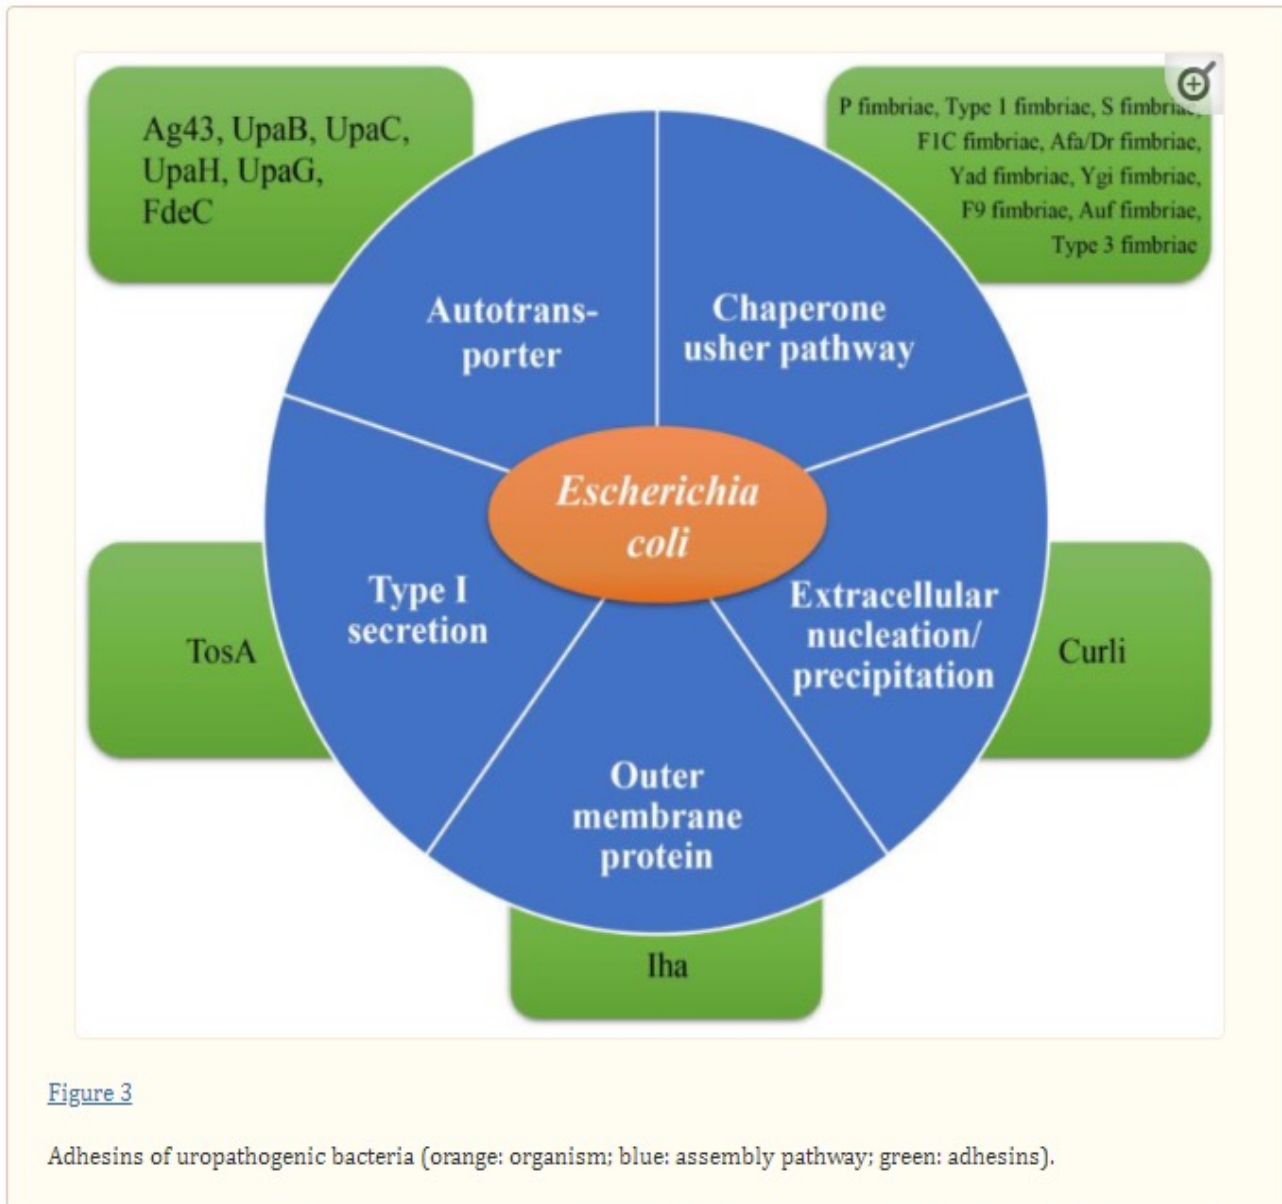 Ag43, UpaB, UpaC,
UpaH, UpaG,
FdeC
P fimbriae, Type 1 fimbriae, S fimbriae,
F1C fimbriae, Afa/Dr fimbriae,
Yad fimbriae, Ygi fimbriae,
F9 fimbriae, Auf fimbriae,
Type 3 fimbriae
Autotrans-
porter
Chaperone
usher pathway
Escherichia
coli
Type I
secretion
Extracellular
nucleation/
precipitation
TosA
Curli
Outer
membrane
protein
Iha
Figure 3
Adhesins of uropathogenic bacteria (orange: organism; blue: assembly pathway; green: adhesins).